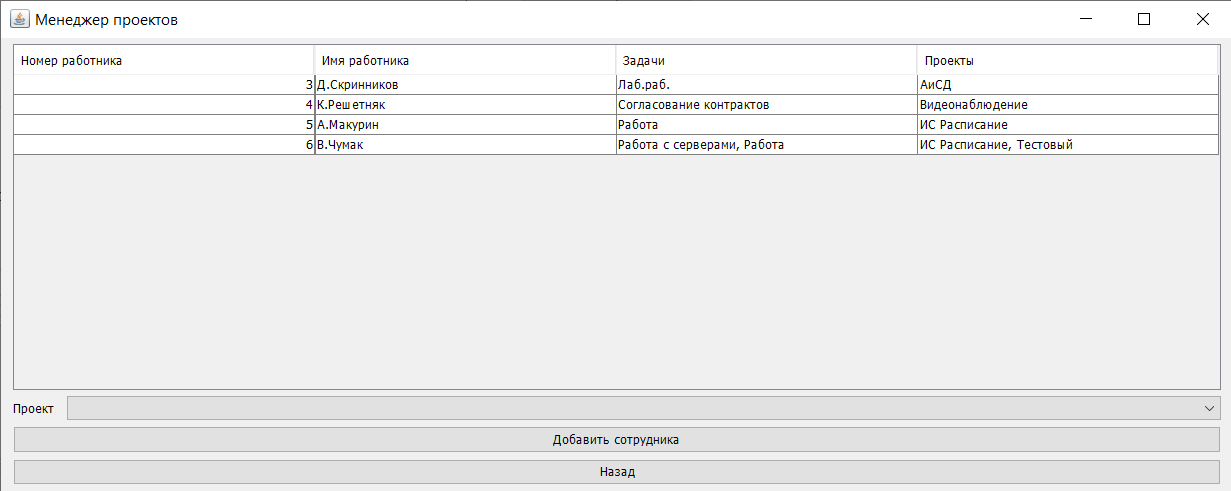 Менеджер проектов
Номер работника Имя работника Задачи Проекты
3 Д.Скринников Лаб.раб. АиСД
4 К.Решетняк Согласование контрактов Видеонаблюдение
5 А.Макурин Работа ИС Расписание
6 В.Чумак Работа с серверами, Работа ИС Расписание, Тестовый
Проект
Добавить сотрудника
Назад